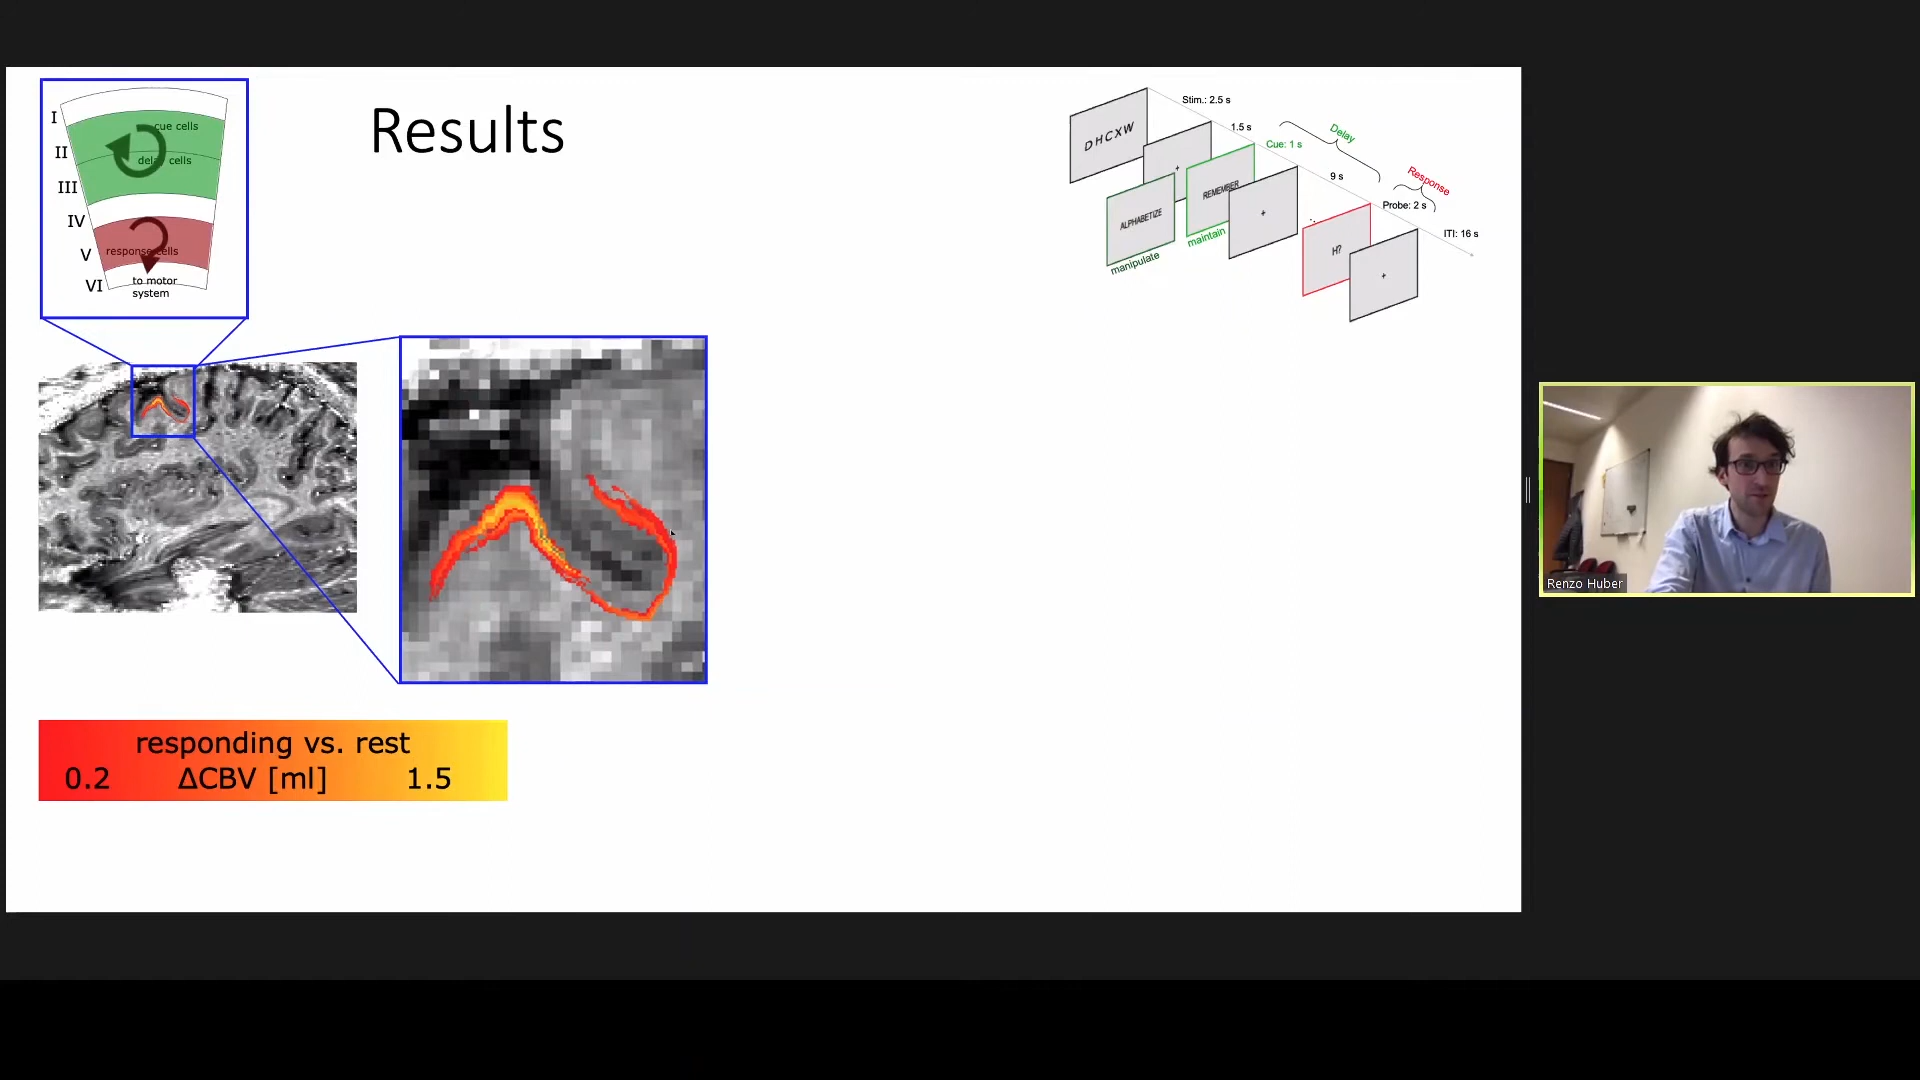 Results
I
II
III
IV
V
VI
cue cells
delay cells
response cells
to motor
system
DHCXW
+
ALPHABETIZE
REMEMBER
+
...
H?
+
manipulate
maintain
Stim.: 2.5 s
1.5 s
Cue: 1 s
Delay
9 s
Response
Probe: 2 s
ITI: 16 s
responding vs. rest
0.2 ΔCBV [ml] 1.5
Renzo Huber